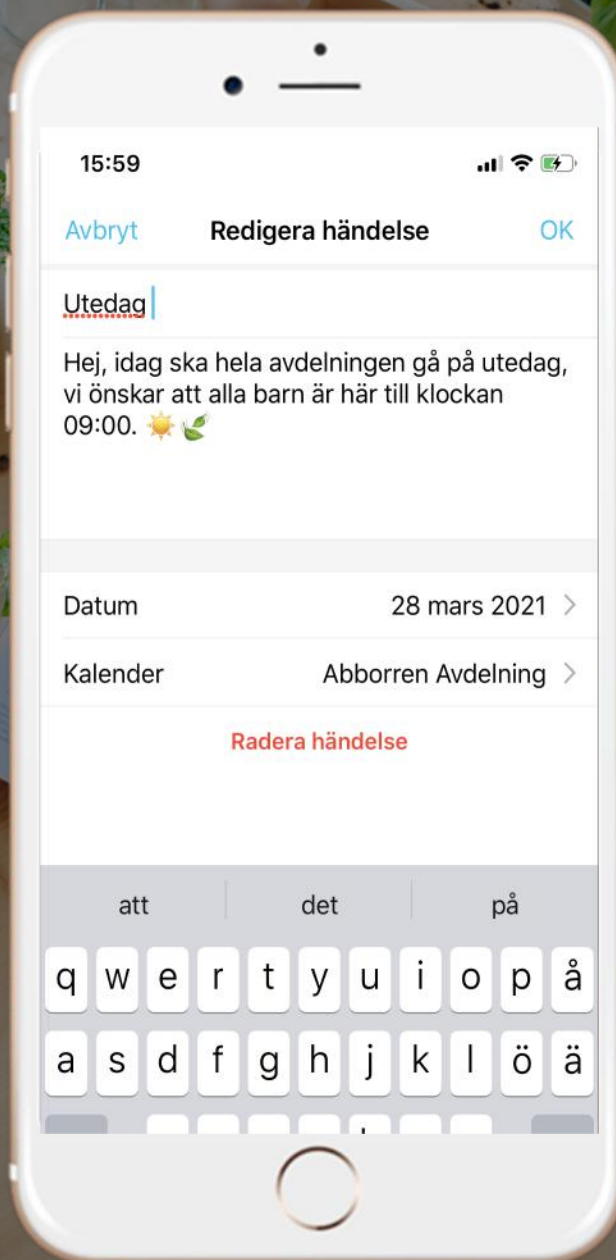 15:59
Avbryt Redigera händelse OK
Utedag
Hej, idag ska hela avdelningen gå på utedag,
vi önskar att alla barn är här till klockan
09:00. ☀️🌿
Datum 28 mars 2021
Kalender Abborren Avdelning
Radera händelse
att det på
q w e r t y u i o p å
a s d f g h j k l ö ä